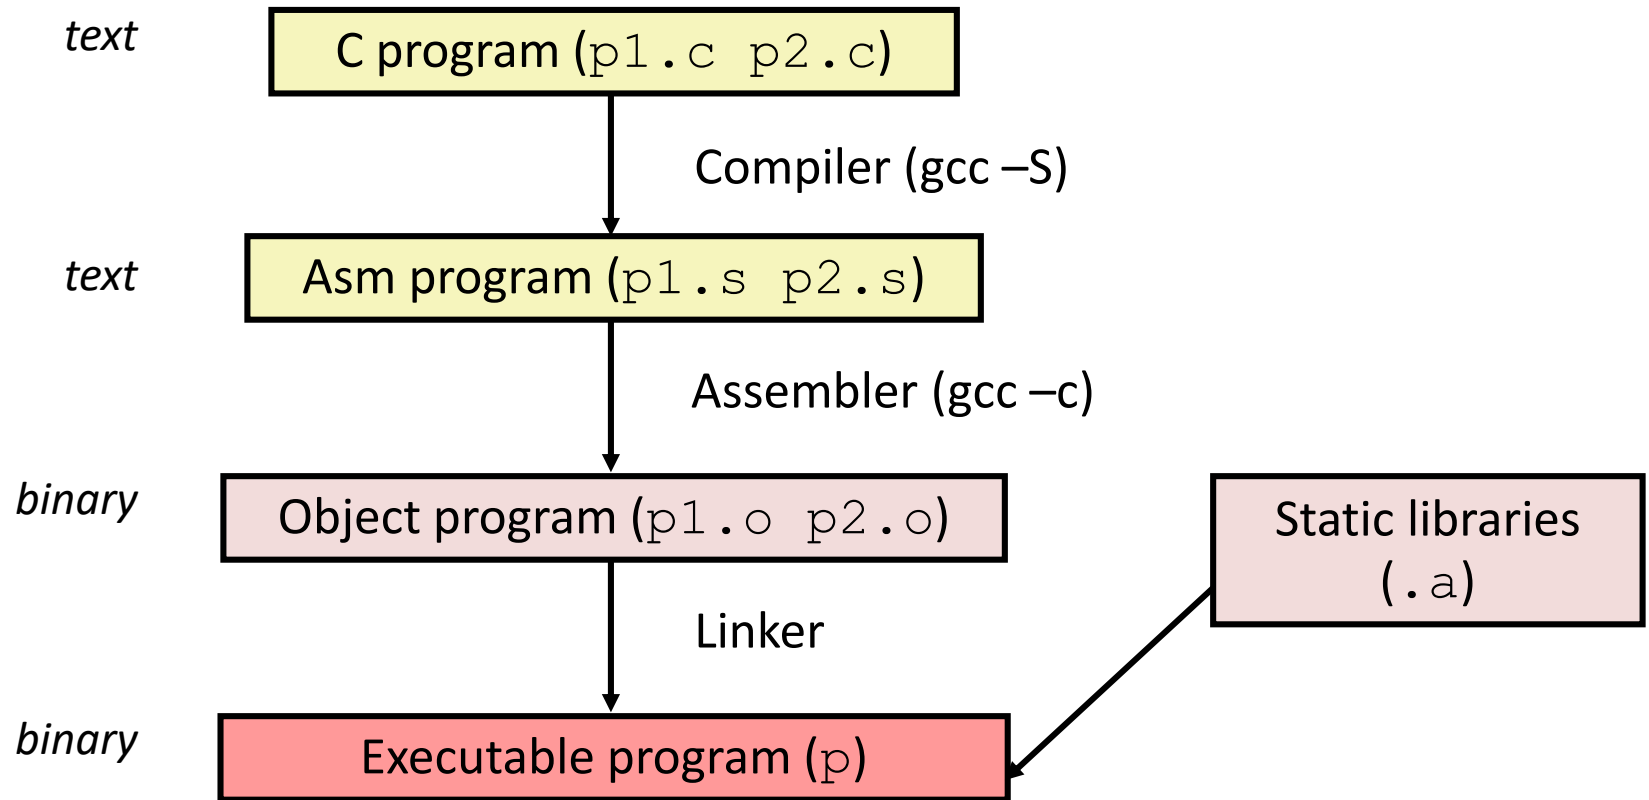 text
C program (p1.c p2.c)
Compiler (gcc –S)
text
Asm program (p1.s p2.s)
Assembler (gcc –c)
binary
Object program (p1.o p2.o)
Static libraries
(.a)
Linker
binary
Executable program (p)